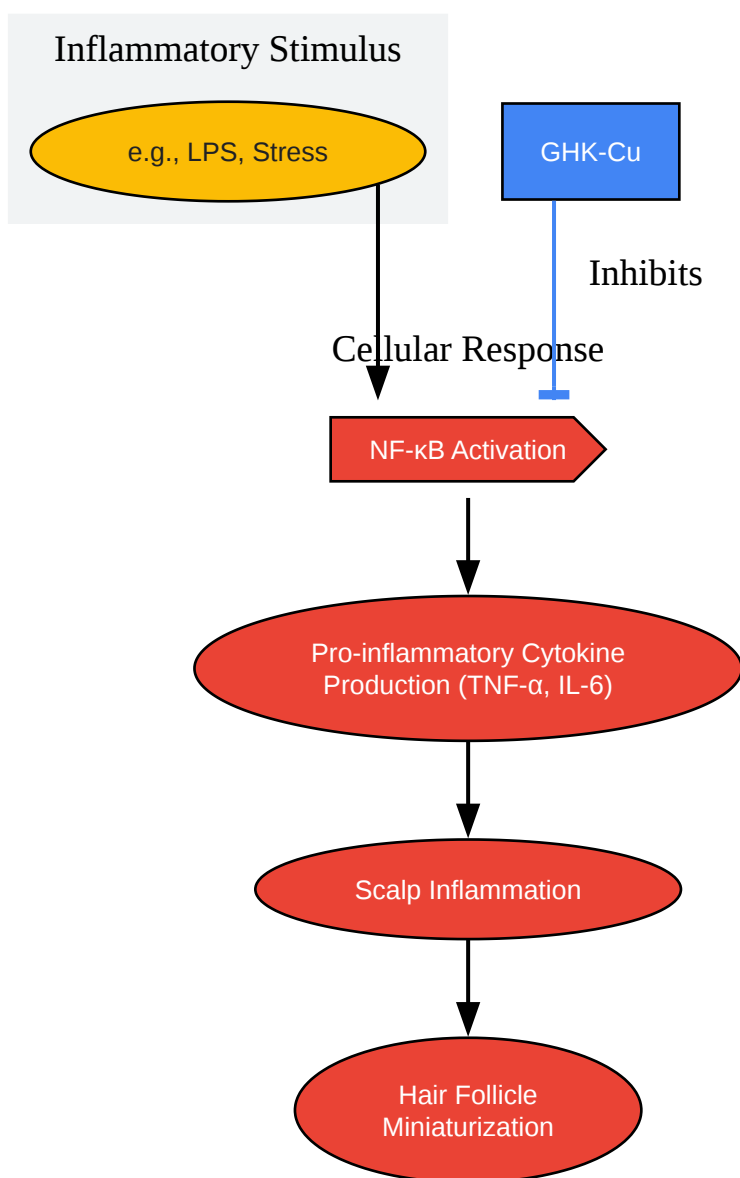 Inflammatory Stimulus
e.g., LPS, Stress
GHK-Cu
Inhibits
Cellular Response
NF-κB Activation
Pro-inflammatory Cytokine
Production (TNF-α, IL-6)
Scalp Inflammation
Hair Follicle
Miniaturization